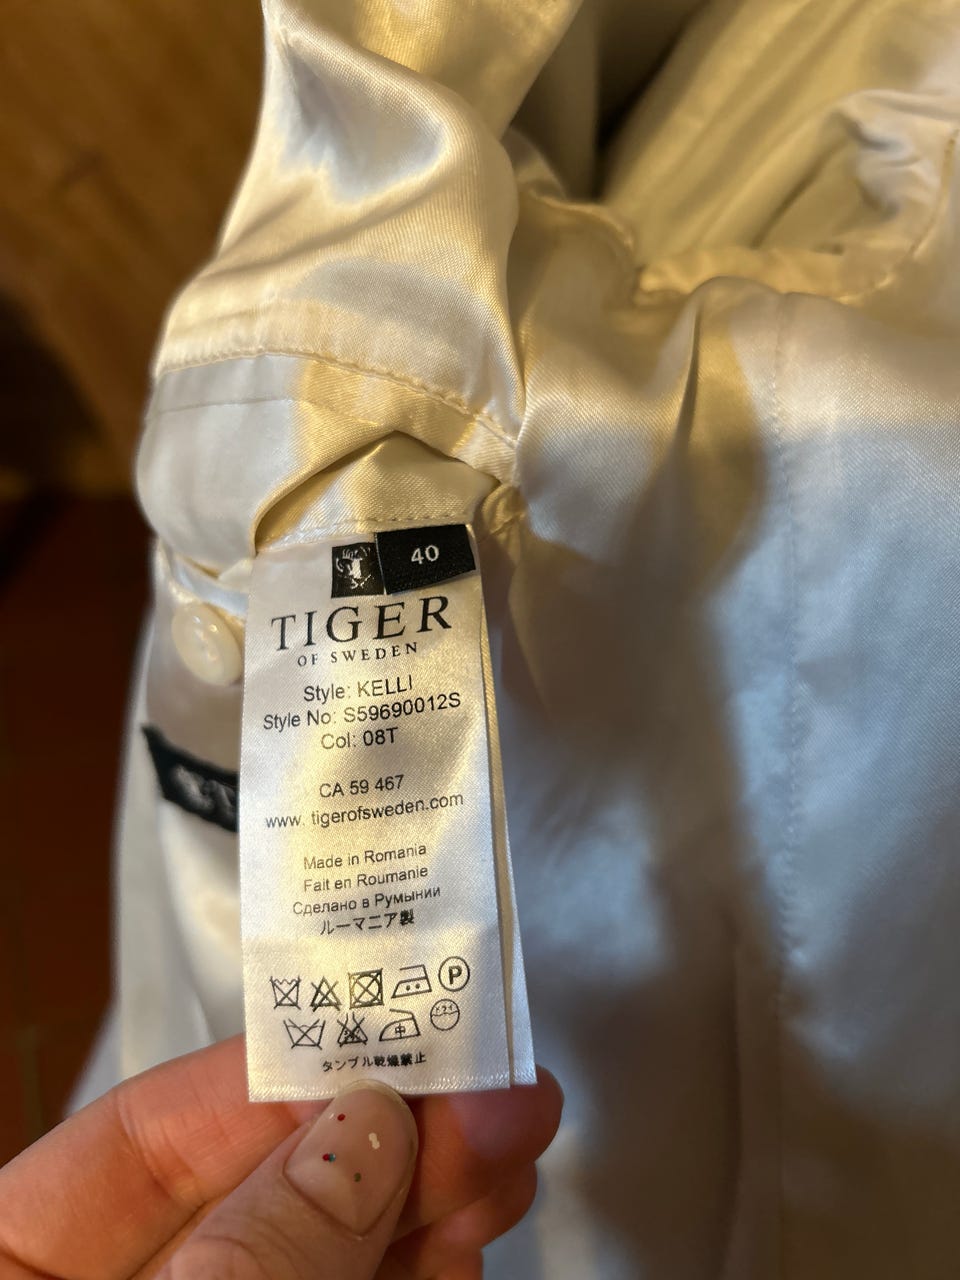 40
TIGER
OF SWEDEN
Style: KELLI
Style No: S59690012S
Col: 08T
CA 59 467
www. tigerofsweden.com
Made in Romania
Fait en Roumanie
Сделано в Румынии
ルーマニア製
P
中
タンブル乾燥禁止